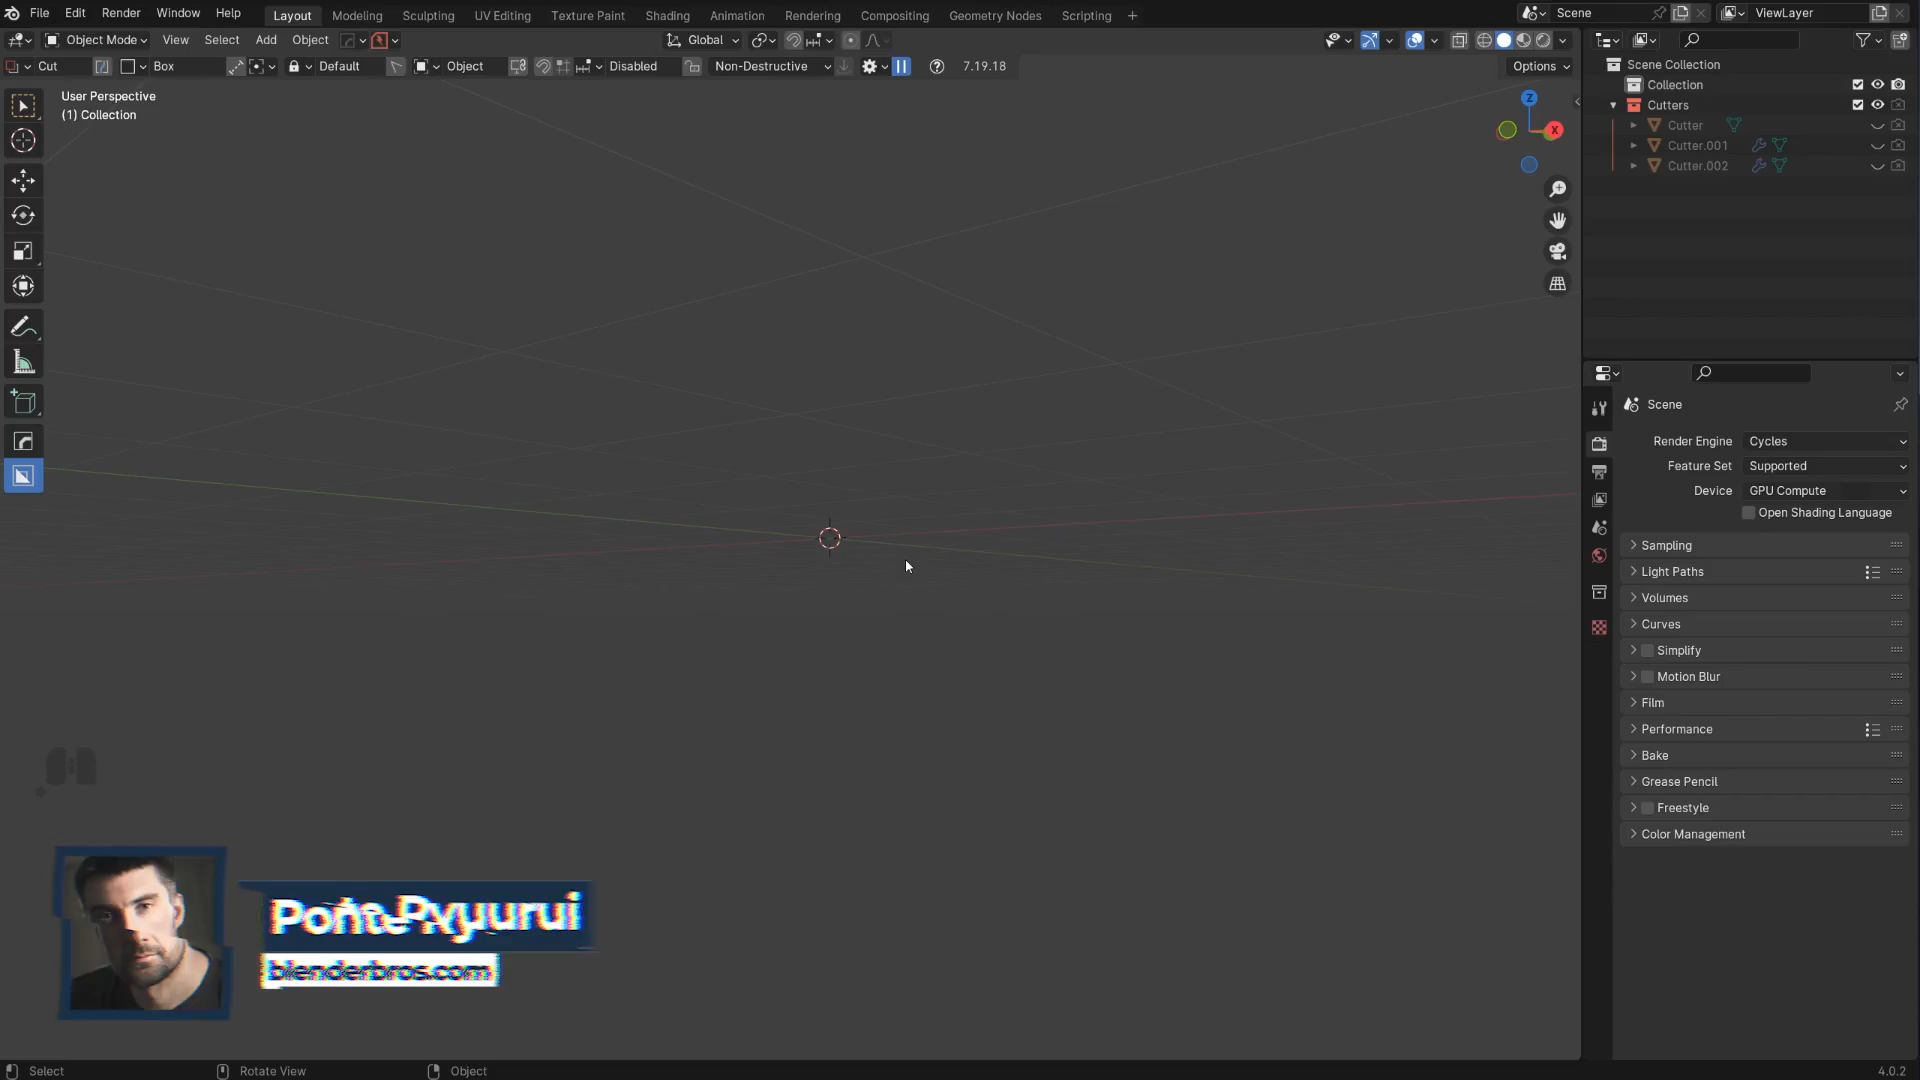 File Edit Render Window Help Layout Modeling Sculpting UV Editing Texture Paint Shading Animation Rendering Compositing Geometry Nodes Scripting + Scene ViewLayer
Object Mode View Select Add Object Global
Cut Box Default Object Disabled Non-Destructive 7.19.18 Options
User Perspective
(1) Collection
Z
X
Scene Collection
Collection
Cutters
Cutter
Cutter.001
Cutter.002
Scene
Render Engine Cycles
Feature Set Supported
Device GPU Compute
Open Shading Language
Sampling
Light Paths
Volumes
Curves
Simplify
Motion Blur
Film
Performance
Bake
Grease Pencil
Freestyle
Color Management
blenderbros.com
Select Rotate View Object 4.0.2